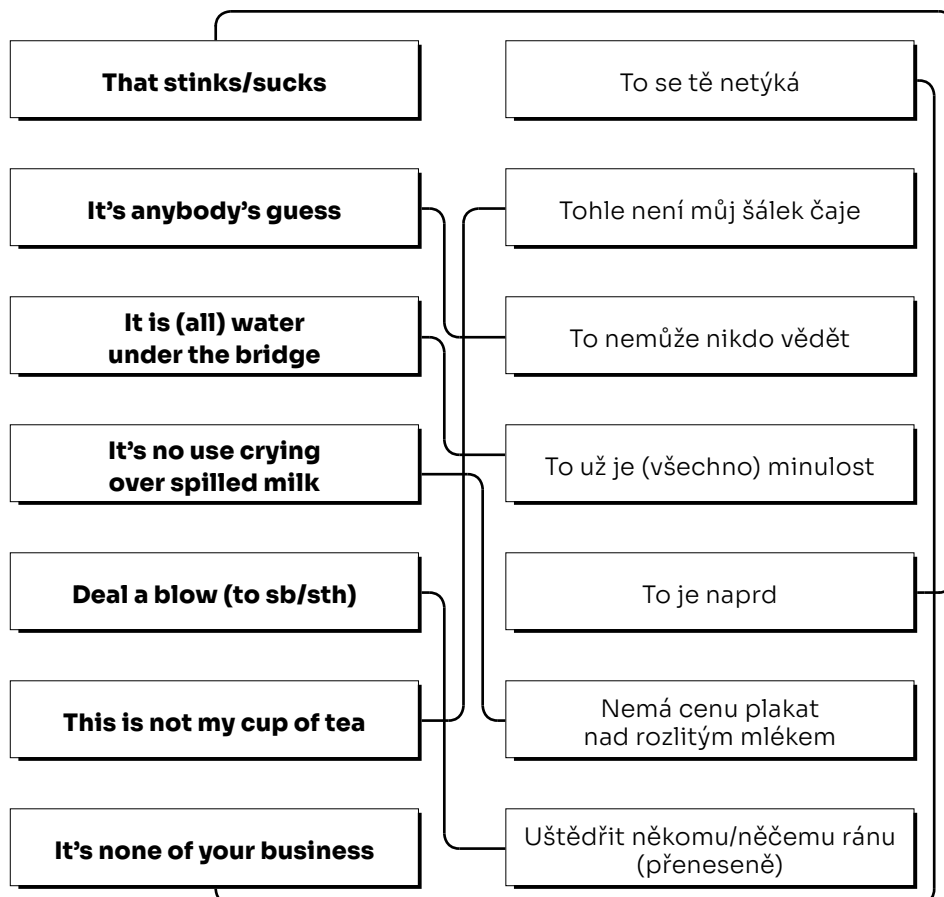 That stinks/sucks
To se tě netýká
It’s anybody’s guess
Tohle není můj šálek čaje
It is (all) water
under the bridge
To nemůže nikdo vědět
It’s no use crying
over spilled milk
To už je (všechno) minulost
Deal a blow (to sb/sth)
To je naprd
This is not my cup of tea
Nemá cenu plakat
nad rozlitým mlékem
It’s none of your business
Uštědřit někomu/něčemu ránu
(přeneseně)